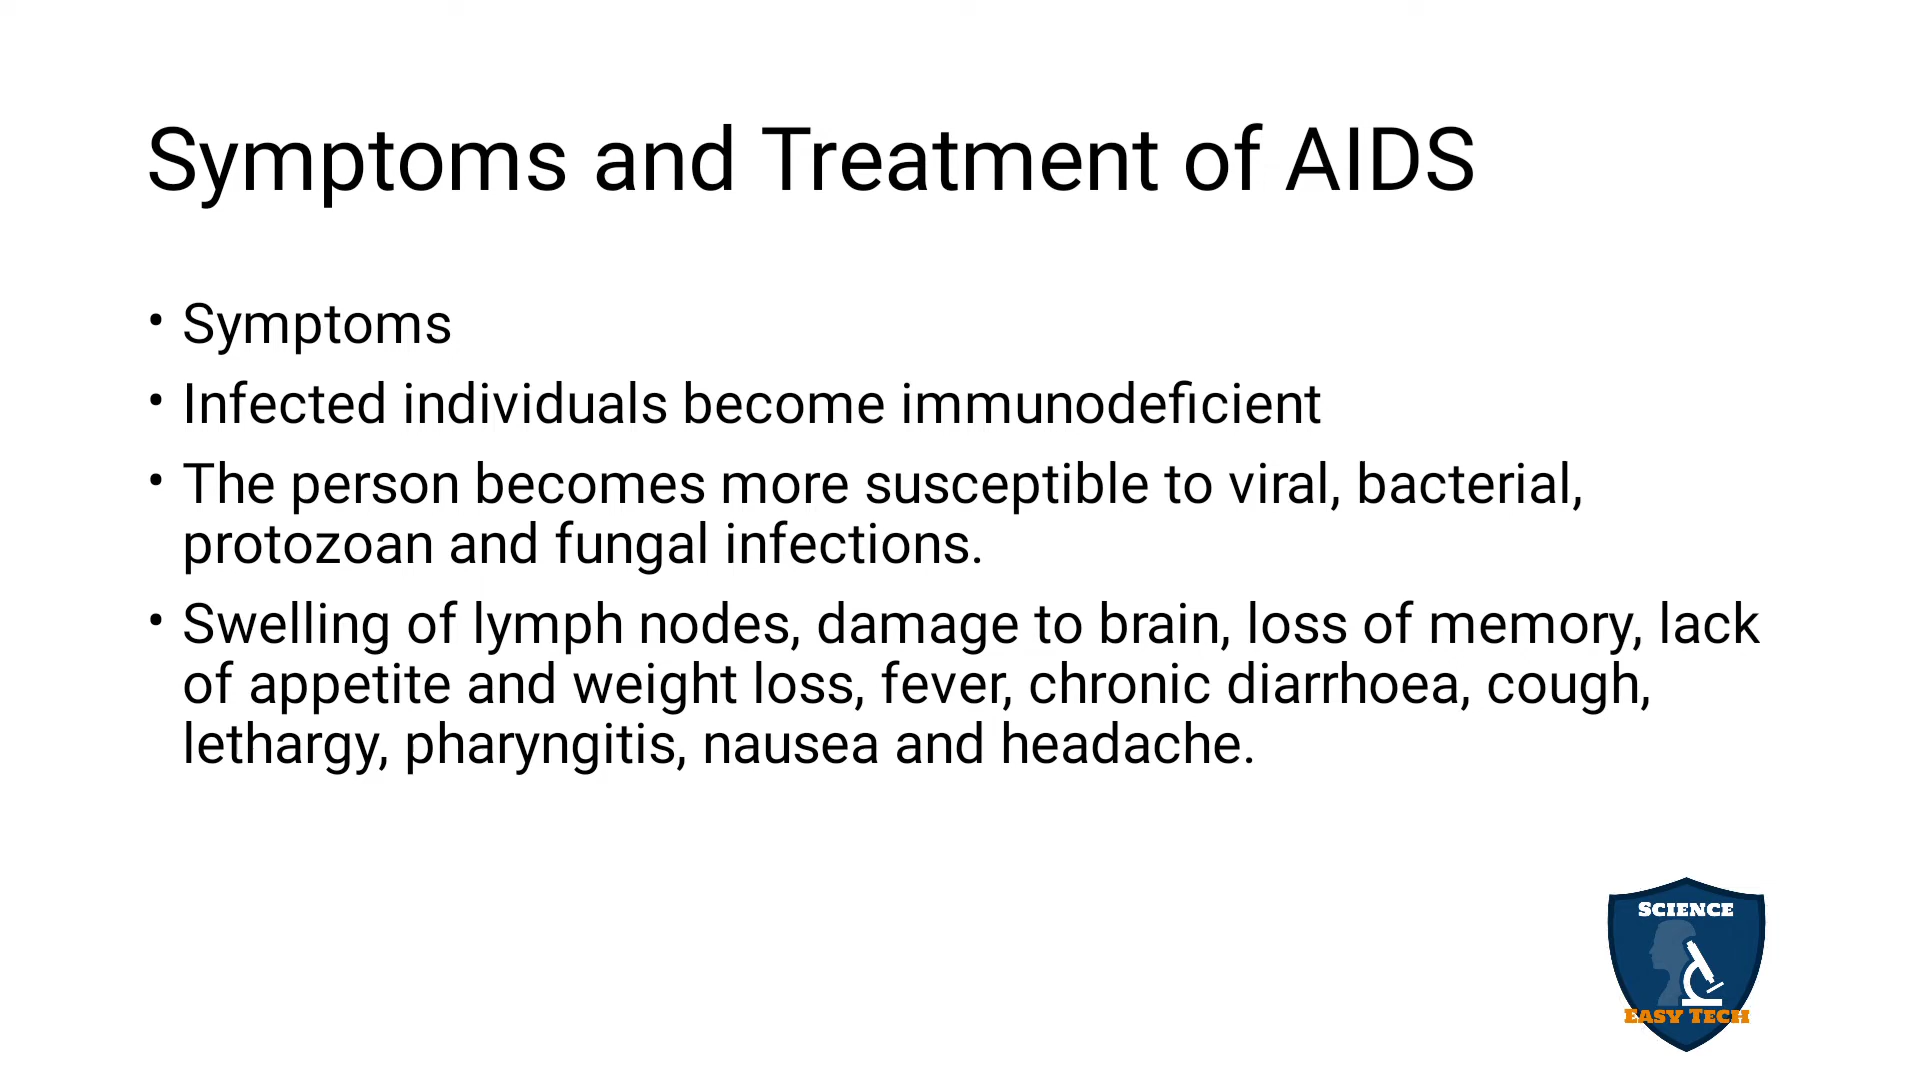 Symptoms and Treatment of AIDS
• Symptoms
• Infected individuals become immunodeficient
• The person becomes more susceptible to viral, bacterial,
protozoan and fungal infections.
• Swelling of lymph nodes, damage to brain, loss of memory, lack
of appetite and weight loss, fever, chronic diarrhoea, cough,
lethargy, pharyngitis, nausea and headache.
SCIENCE
EASY TECH